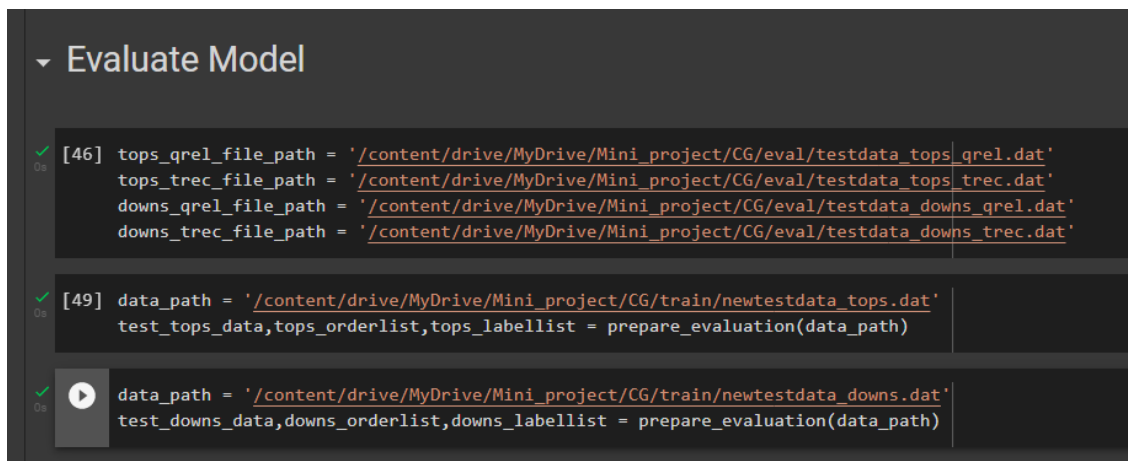 Evaluate Model
[46] tops_qrel_file_path = '/content/drive/MyDrive/Mini_project/CG/eval/testdata_tops_qrel.dat'
0s
tops_trec_file_path = '/content/drive/MyDrive/Mini_project/CG/eval/testdata_tops_trec.dat'
downs_qrel_file_path = '/content/drive/MyDrive/Mini_project/CG/eval/testdata_downs_qrel.dat'
downs_trec_file_path = '/content/drive/MyDrive/Mini_project/CG/eval/testdata_downs_trec.dat'
[49] data_path = '/content/drive/MyDrive/Mini_project/CG/train/newtestdata_tops.dat'
0s
test_tops_data,tops_orderlist,tops_labellist = prepare_evaluation(data_path)
data_path = '/content/drive/MyDrive/Mini_project/CG/train/newtestdata_downs.dat'
0s
test_downs_data,downs_orderlist,downs_labellist = prepare_evaluation(data_path)